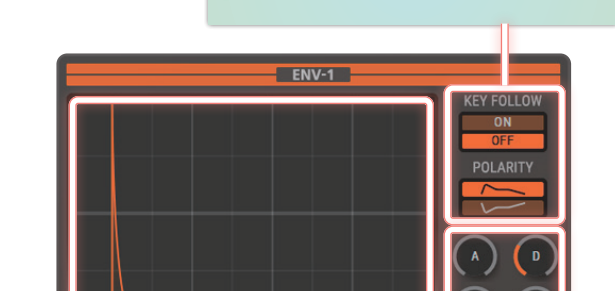 ENV-1
KEY FOLLOW
ON
OFF
POLARITY
A D